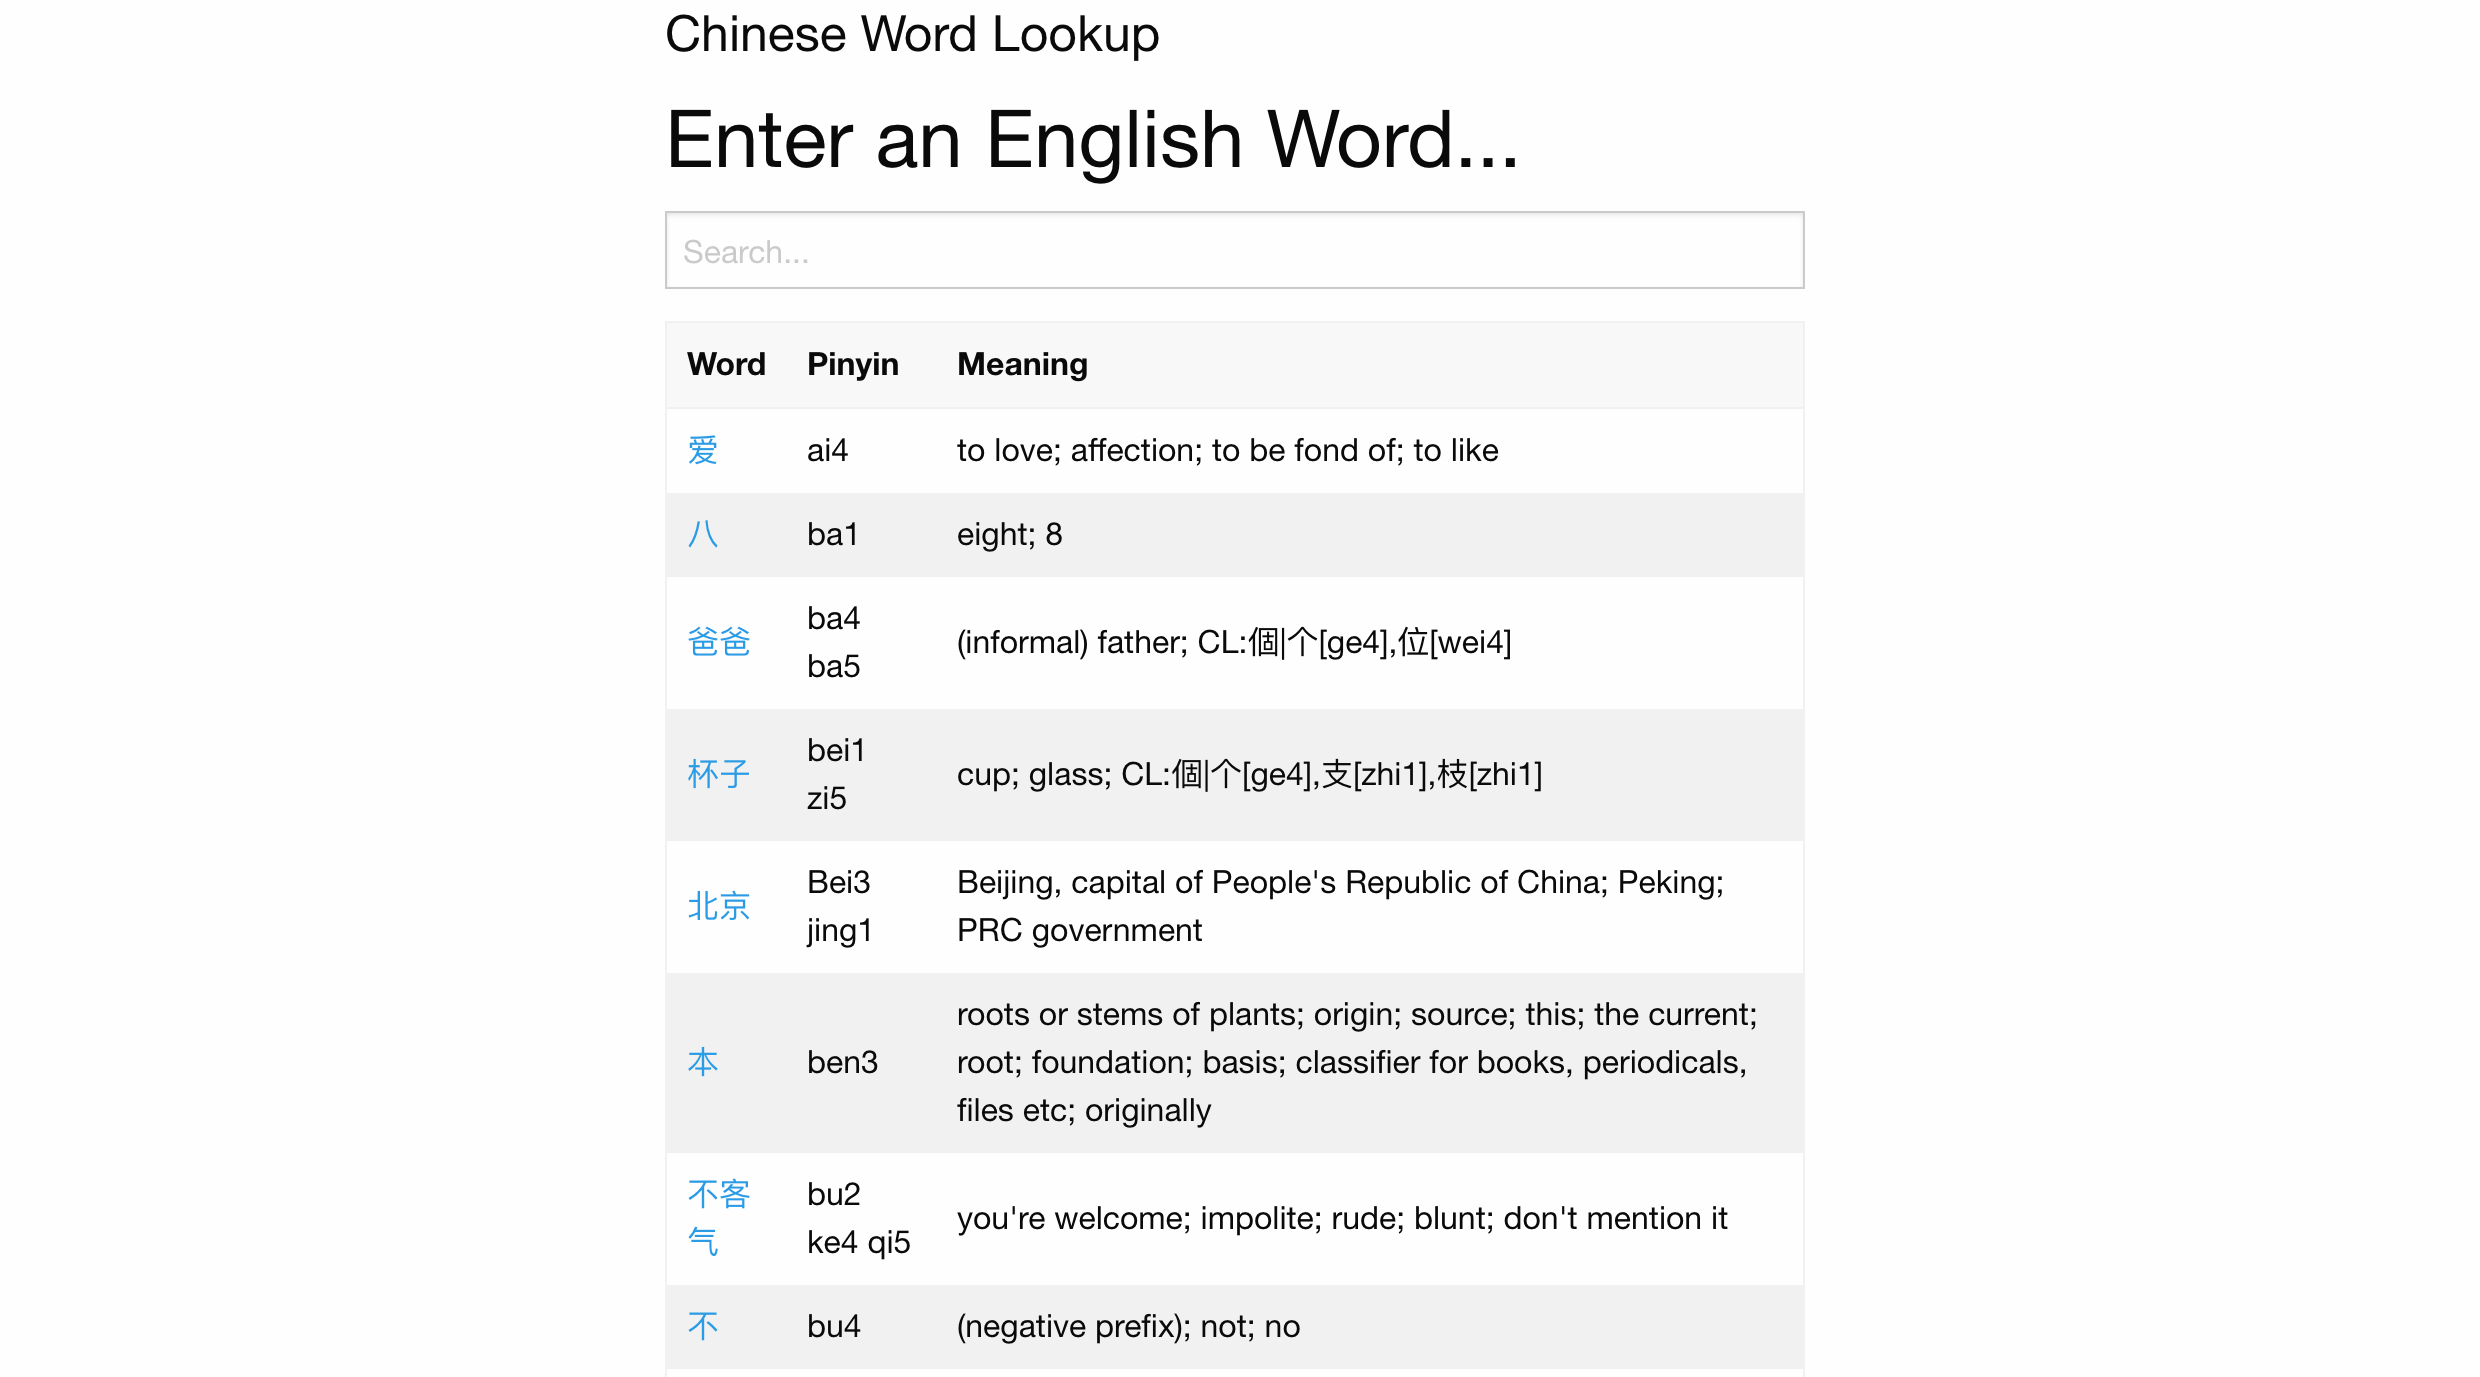 Chinese Word Lookup
Enter an English Word...
Search...
Word Pinyin Meaning
爱 ai4 to love; affection; to be fond of; to like
八 ba1 eight; 8
爸爸 ba4 ba5 (informal) father; CL:個|个[ge4],位[wei4]
杯子 bei1 zi5 cup; glass; CL:個|个[ge4],支[zhi1],枝[zhi1]
北京 Bei3 jing1 Beijing, capital of People's Republic of China; Peking;
PRC government
本 ben3 roots or stems of plants; origin; source; this; the current;
root; foundation; basis; classifier for books, periodicals,
files etc; originally
不客气 bu2 ke4 qi5 you're welcome; impolite; rude; blunt; don't mention it
不 bu4 (negative prefix); not; no